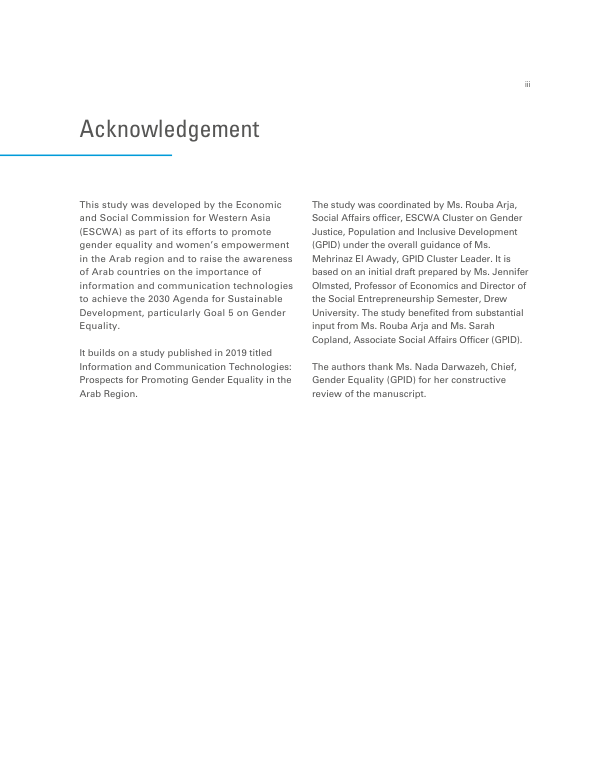 iii
Acknowledgement
This study was developed by the Economic
and Social Commission for Western Asia
(ESCWA) as part of its efforts to promote
gender equality and women’s empowerment
in the Arab region and to raise the awareness
of Arab countries on the importance of
information and communication technologies
to achieve the 2030 Agenda for Sustainable
Development, particularly Goal 5 on Gender
Equality.
It builds on a study published in 2019 titled
Information and Communication Technologies:
Prospects for Promoting Gender Equality in the
Arab Region.
The study was coordinated by Ms. Rouba Arja,
Social Affairs officer, ESCWA Cluster on Gender
Justice, Population and Inclusive Development
(GPID) under the overall guidance of Ms.
Mehrinaz El Awady, GPID Cluster Leader. It is
based on an initial draft prepared by Ms. Jennifer
Olmsted, Professor of Economics and Director of
the Social Entrepreneurship Semester, Drew
University. The study benefited from substantial
input from Ms. Rouba Arja and Ms. Sarah
Copland, Associate Social Affairs Officer (GPID).
The authors thank Ms. Nada Darwazeh, Chief,
Gender Equality (GPID) for her constructive
review of the manuscript.